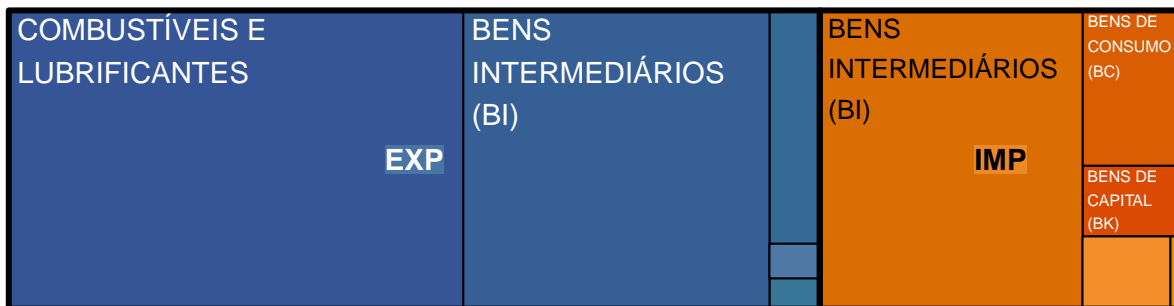 COMBUSTÍVEIS E
LUBRIFICANTES
EXP
BENS
INTERMEDIÁRIOS
(BI)
BENS
INTERMEDIÁRIOS
(BI)
IMP
BENS DE
CONSUMO
(BC)
BENS DE
CAPITAL
(BK)